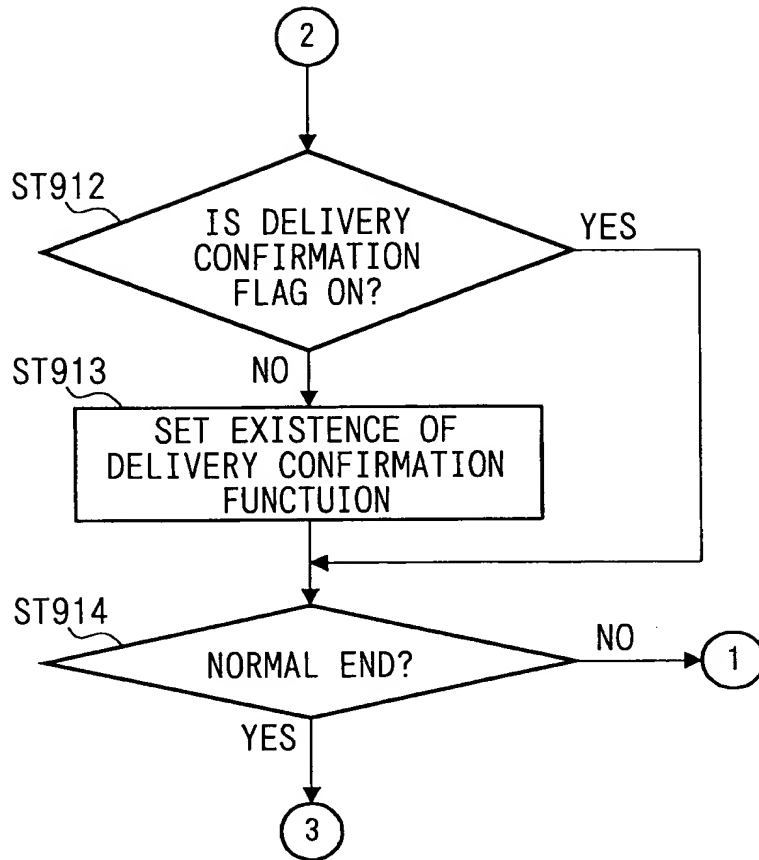 2
ST912
IS DELIVERY
CONFIRMATION
FLAG ON?
YES
NO
ST913
SET EXISTENCE OF
DELIVERY CONFIRMATION
FUNCTUION
ST914
NORMAL END?
NO
1
YES
3